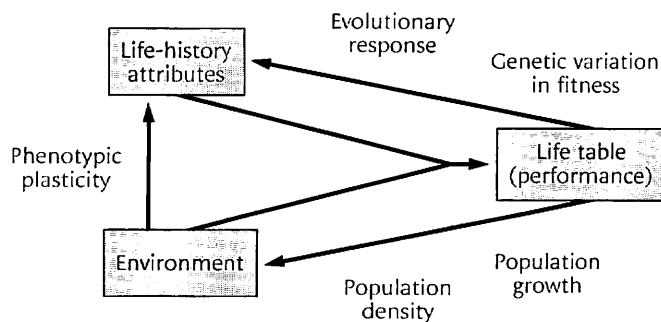 Evolutionary
response
Life-history
attributes
Genetic variation
in fitness
Phenotypic
plasticity
Life table
(performance)
Environment
Population
growth
Population
density